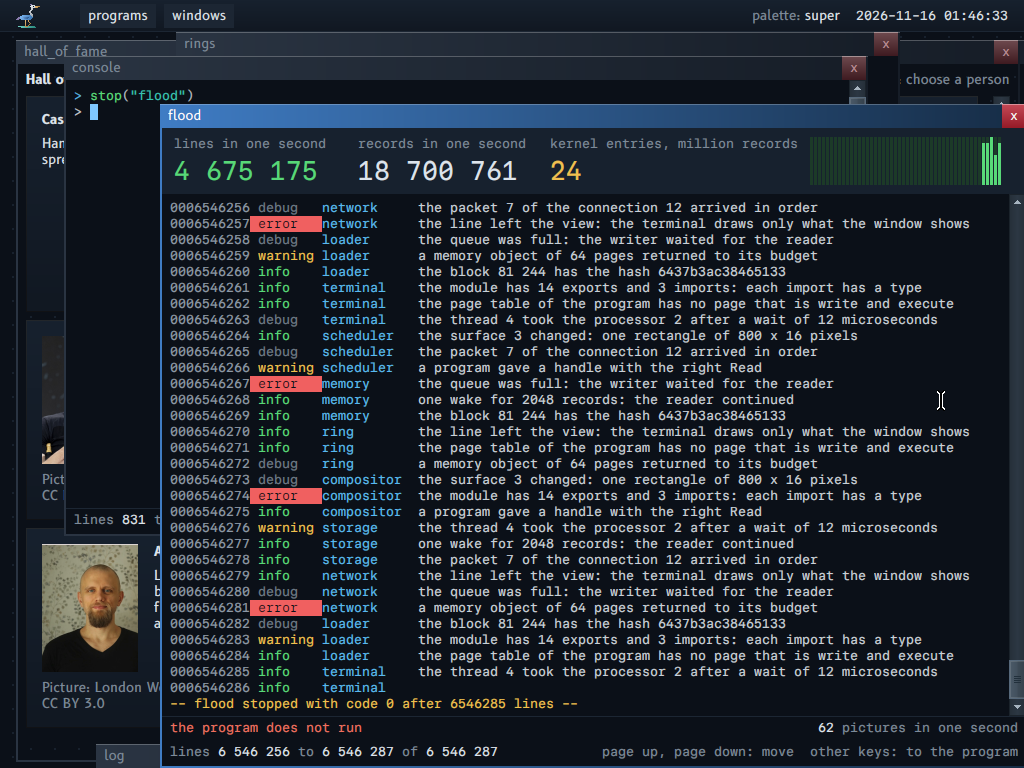 programs windows palette: super 2026-11-16 01:46:33
rings x
hall_of_fame x
console x
Hall choose a person
> stop("flood")
>
flood x
lines in one second records in one second kernel entries, million records
4 675 175 18 700 761 24
0006546256 debug network the packet 7 of the connection 12 arrived in order
0006546257 error network the line left the view: the terminal draws only what the window shows
0006546258 debug loader the queue was full: the writer waited for the reader
0006546259 warning loader a memory object of 64 pages returned to its budget
0006546260 info loader the block 81 244 has the hash 6437b3ac38465133
0006546261 info terminal the module has 14 exports and 3 imports: each import has a type
0006546262 info terminal the page table of the program has no page that is write and execute
0006546263 debug terminal the thread 4 took the processor 2 after a wait of 12 microseconds
0006546264 info scheduler the surface 3 changed: one rectangle of 800 x 16 pixels
0006546265 debug scheduler the packet 7 of the connection 12 arrived in order
0006546266 warning scheduler a program gave a handle with the right Read
0006546267 error memory the queue was full: the writer waited for the reader
0006546268 info memory one wake for 2048 records: the reader continued
0006546269 info memory the block 81 244 has the hash 6437b3ac38465133
0006546270 info ring the line left the view: the terminal draws only what the window shows
0006546271 info ring the page table of the program has no page that is write and execute
0006546272 debug ring a memory object of 64 pages returned to its budget
0006546273 debug compositor the surface 3 changed: one rectangle of 800 x 16 pixels
0006546274 error compositor the module has 14 exports and 3 imports: each import has a type
0006546275 info compositor a program gave a handle with the right Read
0006546276 warning storage the thread 4 took the processor 2 after a wait of 12 microseconds
0006546277 info storage one wake for 2048 records: the reader continued
0006546278 info storage the packet 7 of the connection 12 arrived in order
0006546279 info network the line left the view: the terminal draws only what the window shows
0006546280 debug network the queue was full: the writer waited for the reader
0006546281 error network a memory object of 64 pages returned to its budget
0006546282 debug loader the block 81 244 has the hash 6437b3ac38465133
0006546283 warning loader the module has 14 exports and 3 imports: each import has a type
0006546284 info loader the page table of the program has no page that is write and execute
0006546285 info terminal the thread 4 took the processor 2 after a wait of 12 microseconds
0006546286 info terminal
-- flood stopped with code 0 after 6546285 lines --
the program does not run 62 pictures in one second
lines 6 546 256 to 6 546 287 of 6 546 287 page up, page down: move other keys: to the program
lines 831
Picture: London
CC BY 3.0
log